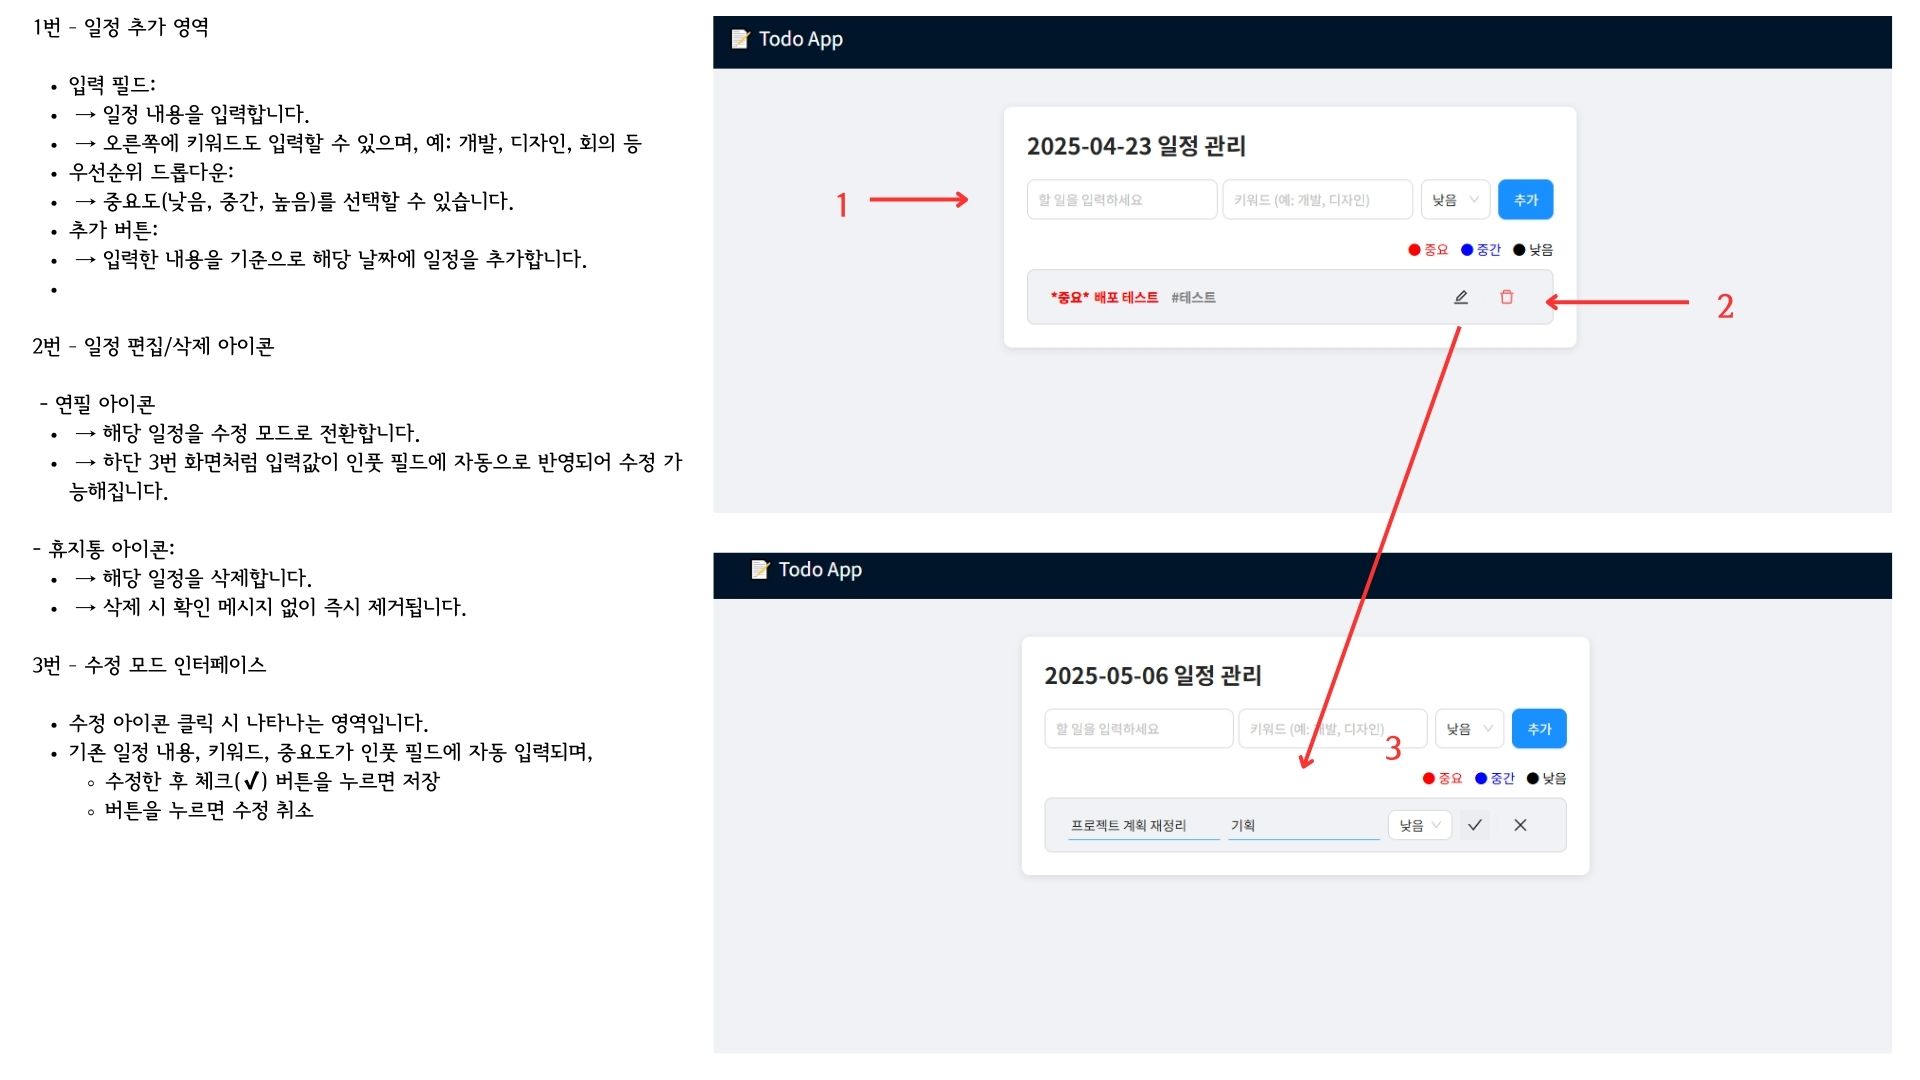 1번 - 일정 추가 영역
• 입력 필드:
• → 일정 내용을 입력합니다.
• → 오른쪽에 키워드도 입력할 수 있으며, 예: 개발, 디자인, 회의 등
• 우선순위 드롭다운:
• → 중요도(낮음, 중간, 높음)를 선택할 수 있습니다.
• 추가 버튼:
• → 입력한 내용을 기준으로 해당 날짜에 일정을 추가합니다.
•
2번 - 일정 편집/삭제 아이콘
- 연필 아이콘
• → 해당 일정을 수정 모드로 전환합니다.
• → 하단 3번 화면처럼 입력값이 인풋 필드에 자동으로 반영되어 수정 가
능해집니다.
- 휴지통 아이콘:
• → 해당 일정을 삭제합니다.
• → 삭제 시 확인 메시지 없이 즉시 제거됩니다.
3번 - 수정 모드 인터페이스
• 수정 아이콘 클릭 시 나타나는 영역입니다.
• 기존 일정 내용, 키워드, 중요도가 인풋 필드에 자동 입력되며,
◦ 수정한 후 체크(✔) 버튼을 누르면 저장
◦ 버튼을 누르면 수정 취소
📝 Todo App
2025-04-23 일정 관리
1
할 일을 입력하세요 키워드 (예: 개발, 디자인) 낮음 추가
중요 중간 낮음
*중요* 배포 테스트 #테스트
2
📝 Todo App
2025-05-06 일정 관리
할 일을 입력하세요 키워드 (예: 개발, 디자인) 낮음 추가
3
중요 중간 낮음
프로젝트 계획 재정리 기획 낮음